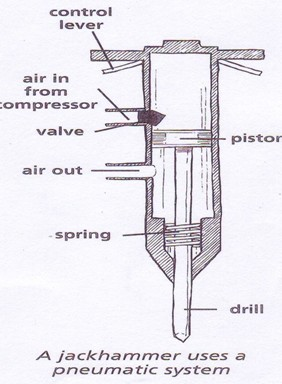 control
lever
air in
from
compressor
valve
piston
air out
spring
drill
A jackhammer uses a
pneumatic system